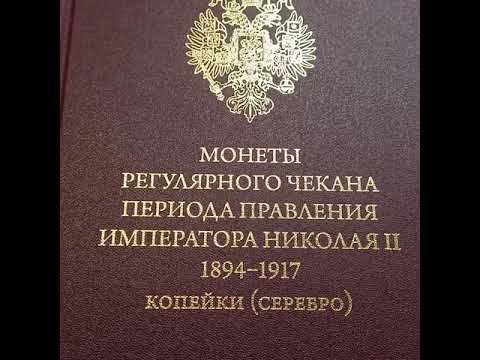 МОНЕТЫ
РЕГУЛЯРНОГО ЧЕКАНА
ПЕРИОДА ПРАВЛЕНИЯ
ИМПЕРАТОРА НИКОЛАЯ II
1894–1917
КОПЕЙКИ (СЕРЕБРО)